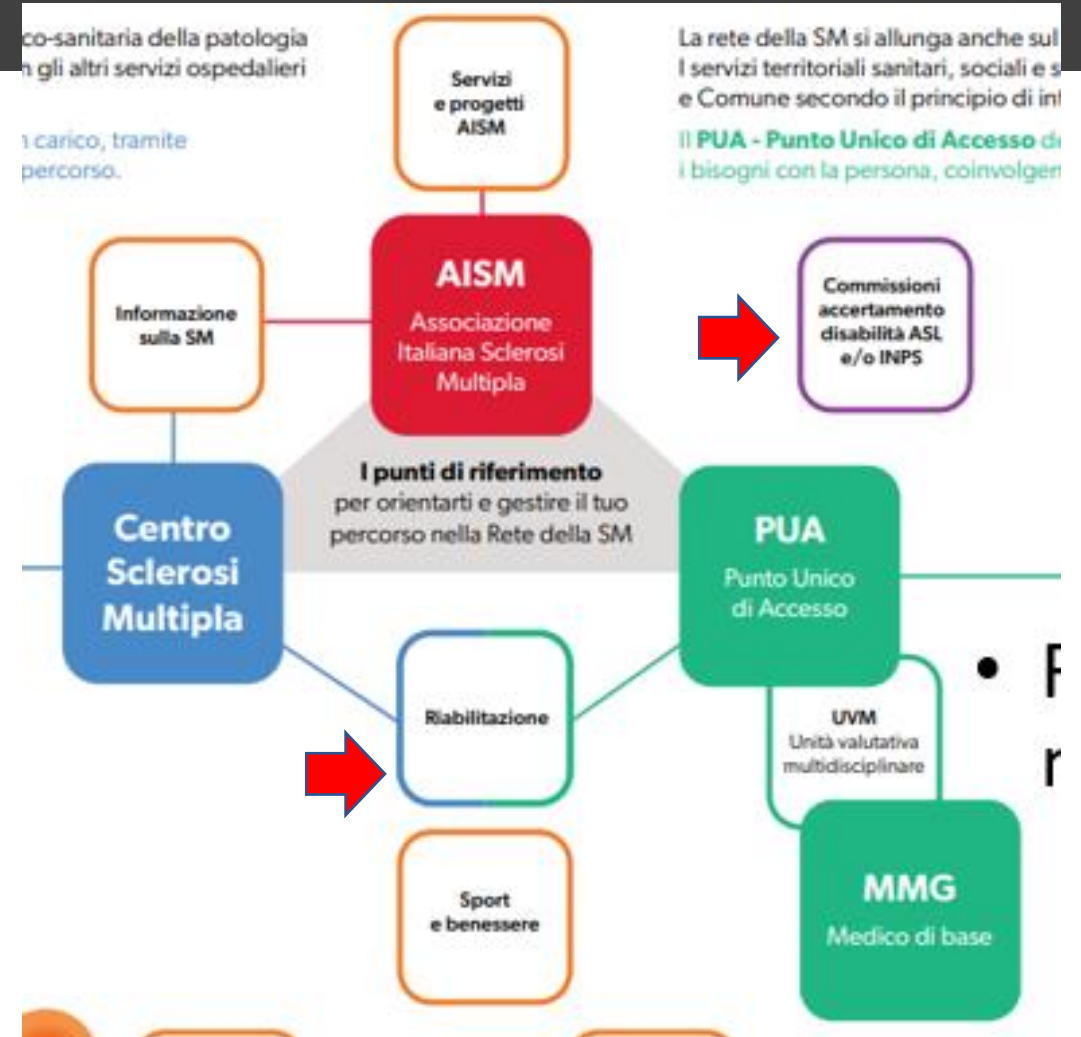 co-sanitaria della patologia
gli altri servizi ospedalieri
carico, tramite
percorso.
Servizi
e progetti
AISM
La rete della SM si allunga anche sul
I servizi territoriali sanitari, sociali e s
e Comune secondo il principio di int
Il PUA - Punto Unico di Accesso de
i bisogni con la persona, coinvolgen
Informazione
sulla SM
AISM
Associazione
Italiana Sclerosi
Multipla
Commissioni
accertamento
disabilità ASL
e/o INPS
I punti di riferimento
per orientarti e gestire il tuo
percorso nella Rete della SM
Centro
Sclerosi
Multipla
PUA
Punto Unico
di Accesso
Riabilitazione
UVM
Unità valutativa
multidisciplinare
Sport
e benessere
MMG
Medico di base